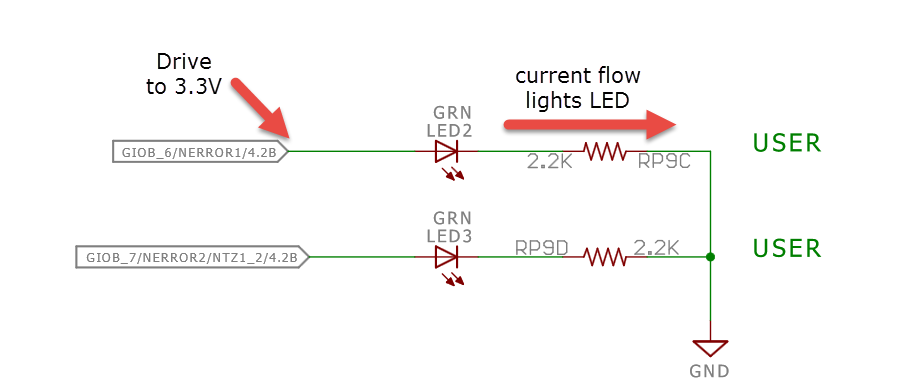 Drive
to 3.3V
current flow
lights LED
GRN
LED2
USER
GIOB_6/NERROR1/4.2B
2.2K
RP9C
GRN
LED3
USER
RP9D
2.2K
GIOB_7/NERROR2/NTZ1_2/4.2B
GND